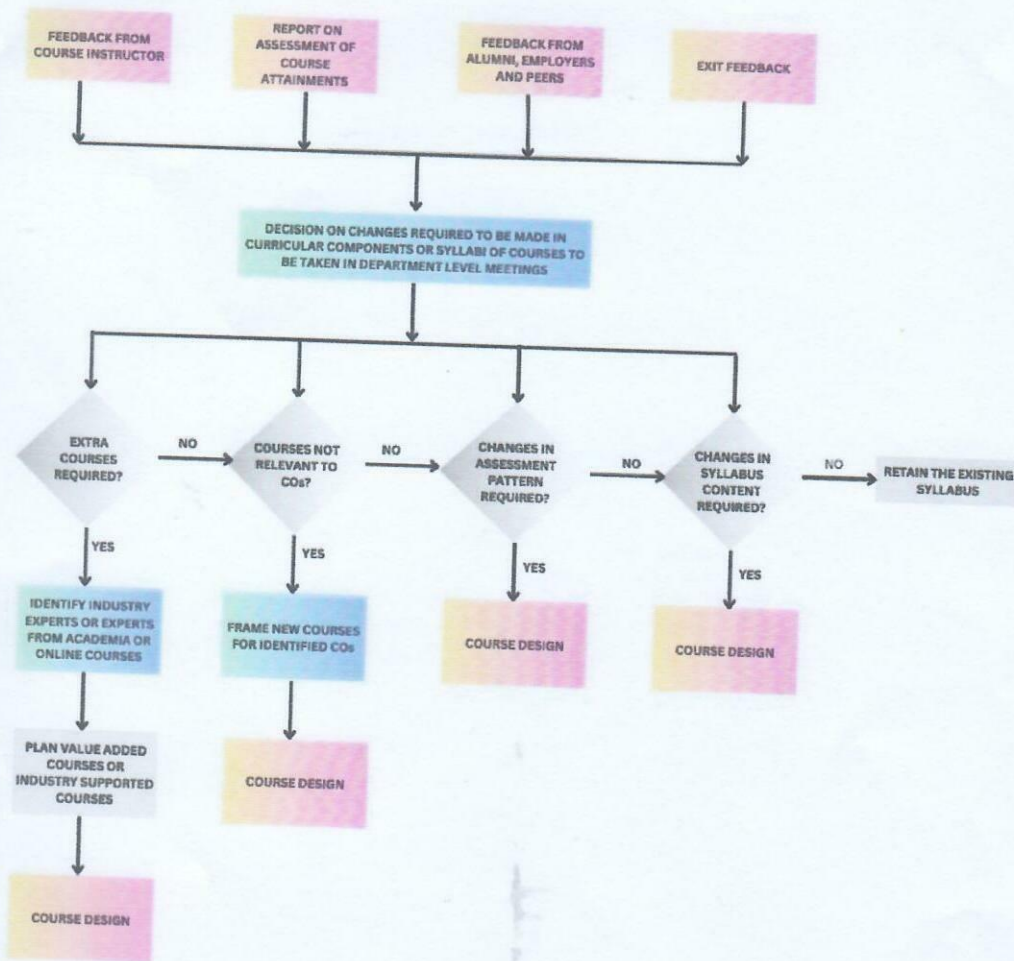 FEEDBACK FROM
COURSE INSTRUCTOR
REPORT ON
ASSESSMENT OF
COURSE
ATTAINMENTS
FEEDBACK FROM
ALUMNI, EMPLOYERS
AND PEERS
EXIT FEEDBACK
DECISION ON CHANGES REQUIRED TO BE MADE IN
CURRICULAR COMPONENTS OR SYLLABI OF COURSES TO
BE TAKEN IN DEPARTMENT LEVEL MEETINGS
EXTRA
COURSES
REQUIRED?
NO
COURSES NOT
RELEVANT TO
COs?
NO
CHANGES IN
ASSESSMENT
PATTERN
REQUIRED?
NO
CHANGES IN
SYLLABUS
CONTENT
REQUIRED?
NO
RETAIN THE EXISTING
SYLLABUS
YES
YES
YES
YES
IDENTIFY INDUSTRY
EXPERTS OR EXPERTS
FROM ACADEMIA OR
ONLINE COURSES
FRAME NEW COURSES
FOR IDENTIFIED COs
COURSE DESIGN
COURSE DESIGN
PLAN VALUE ADDED
COURSES OR
INDUSTRY SUPPORTED
COURSES
COURSE DESIGN
COURSE DESIGN